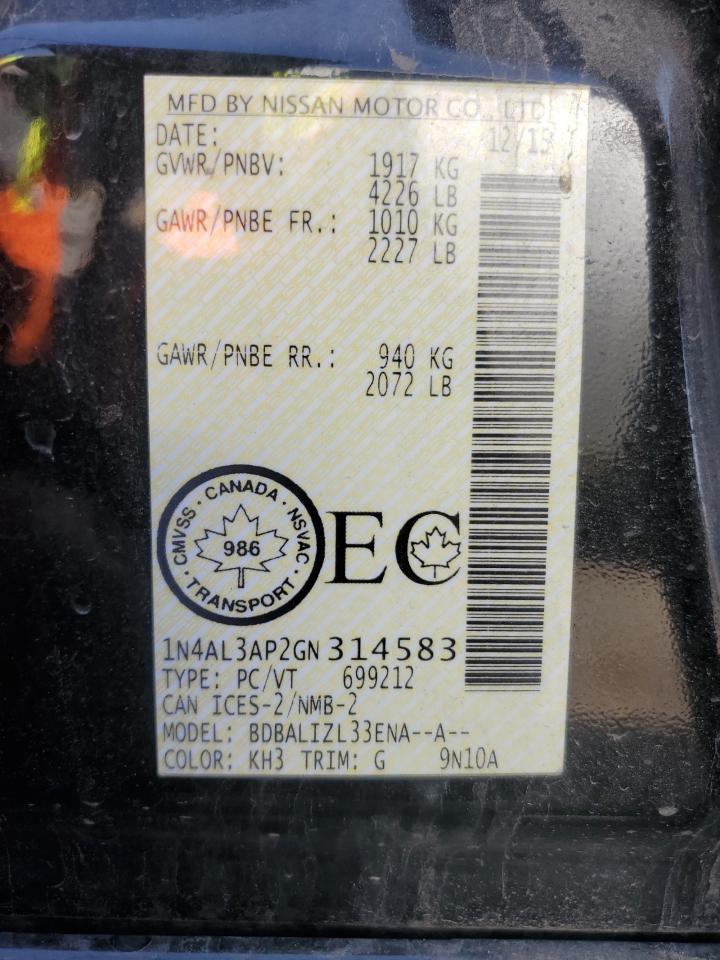 MFD BY NISSAN MOTOR CO., LTD.
DATE: 12/15
GVWR/PNBV: 1917 KG
4226 LB
GAWR/PNBE FR.: 1010 KG
2227 LB
GAWR/PNBE RR.: 940 KG
2072 LB
CMVSS · CANADA · NSVAC · TRANSPORT ·
986
EC
1N4AL3AP2GN314583
TYPE: PC/VT 699212
CAN ICES-2/NMB-2
MODEL: BDBALIZL33ENA--A--
COLOR: KH3 TRIM: G 9N10A